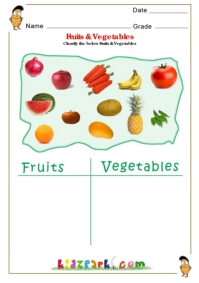 Date
Name
Grade
Fruits & Vegetables
Classify the below Fruits & Vegetables
Fruits
Vegetables
kidzpark.com